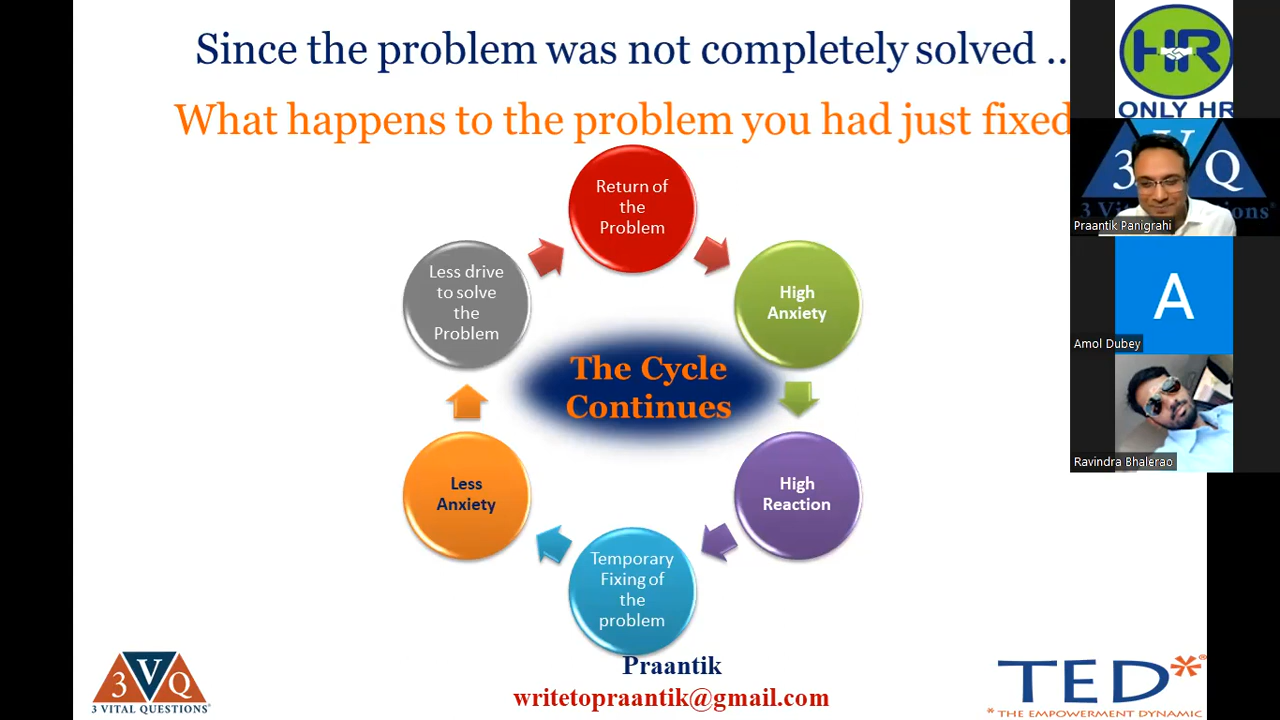 Since the problem was not completely solved ..
What happens to the problem you had just fixed
Return of
the
Problem
High
Anxiety
High
Reaction
Temporary
Fixing of
the
problem
Less
Anxiety
Less drive
to solve
the
Problem
The Cycle
Continues
Praantik
writetopraantik@gmail.com
3VQ
3 VITAL QUESTIONS®
TED*®
*THE EMPOWERMENT DYNAMIC
HR
ONLY HR
3VQ
3 Vi
ons®
Praantik Panigrahi
A
Amol Dubey
Ravindra Bhalerao